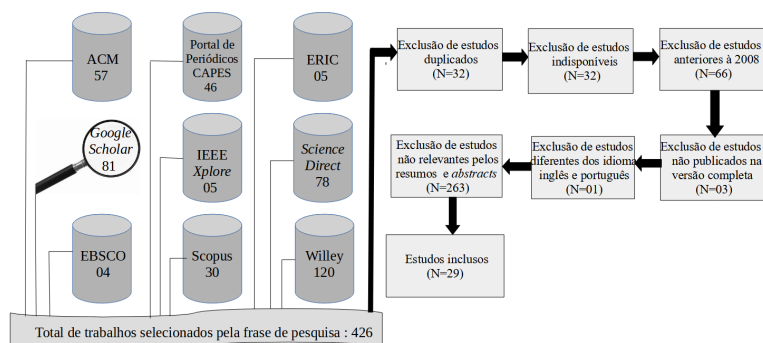 ACM
57
Portal de
Periódicos
CAPES
46
ERIC
05
Google
Scholar
81
IEEE
Xplore
05
Science
Direct
78
EBSCO
04
Scopus
30
Willey
120
Total de trabalhos selecionados pela frase de pesquisa : 426
Exclusão de estudos
duplicados
(N=32)
Exclusão de estudos
indisponíveis
(N=32)
Exclusão de estudos
anteriores à 2008
(N=66)
Exclusão de estudos
não publicados na
versão completa
(N=03)
Exclusão de estudos
diferentes dos idioma
inglês e português
(N=01)
Exclusão de estudos
não relevantes pelos
resumos e abstracts
(N=263)
Estudos inclusos
(N=29)